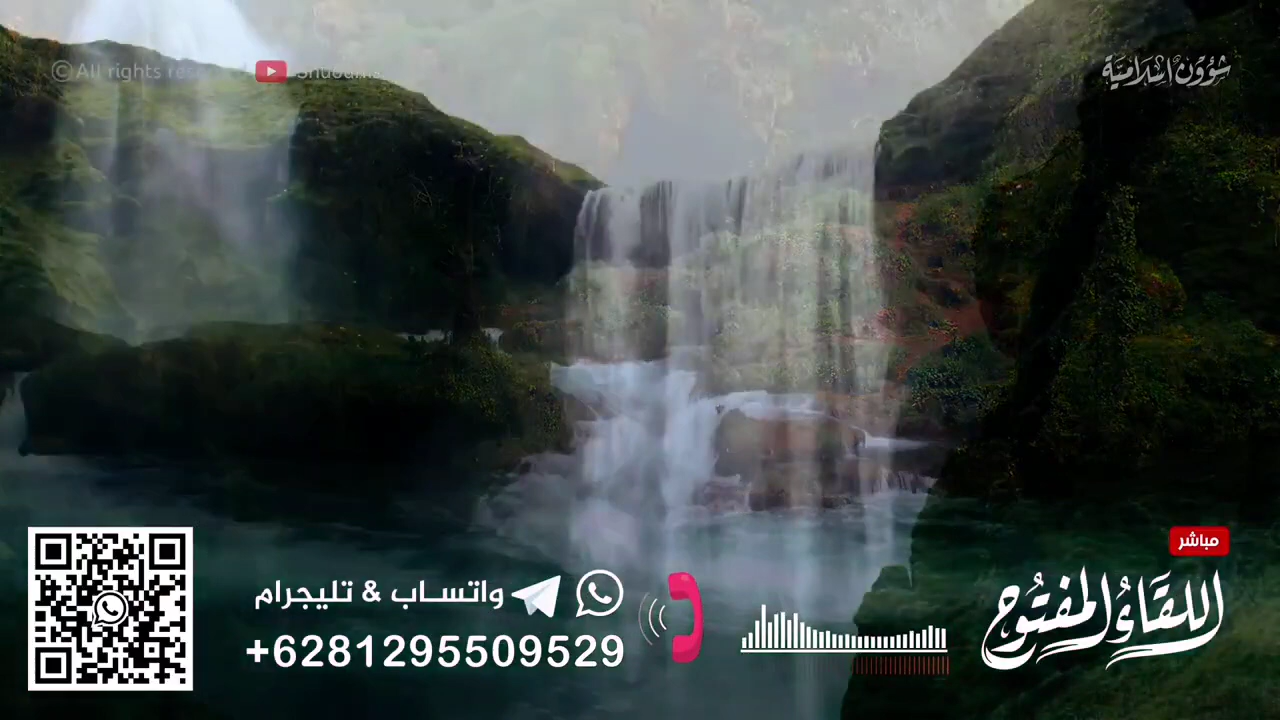 ©All rights
شؤون إسلامية
مباشر
اللقاء المفتوح
واتساب & تليجرام
+6281295509529